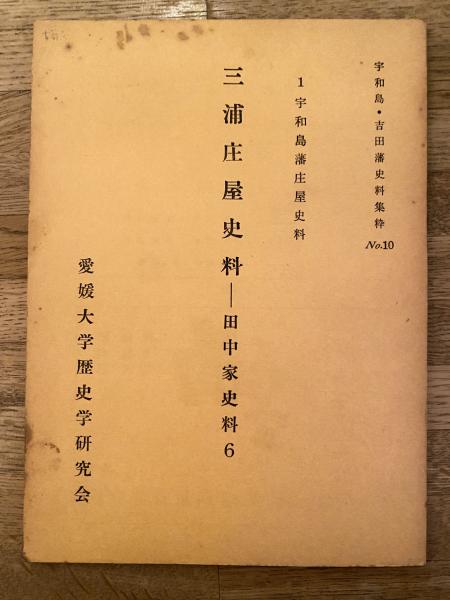 宇和島・吉田藩史料集粋 No.10
1 宇和島藩庄屋史料
三浦庄屋史料―田中家史料6
愛媛大学歴史学研究会